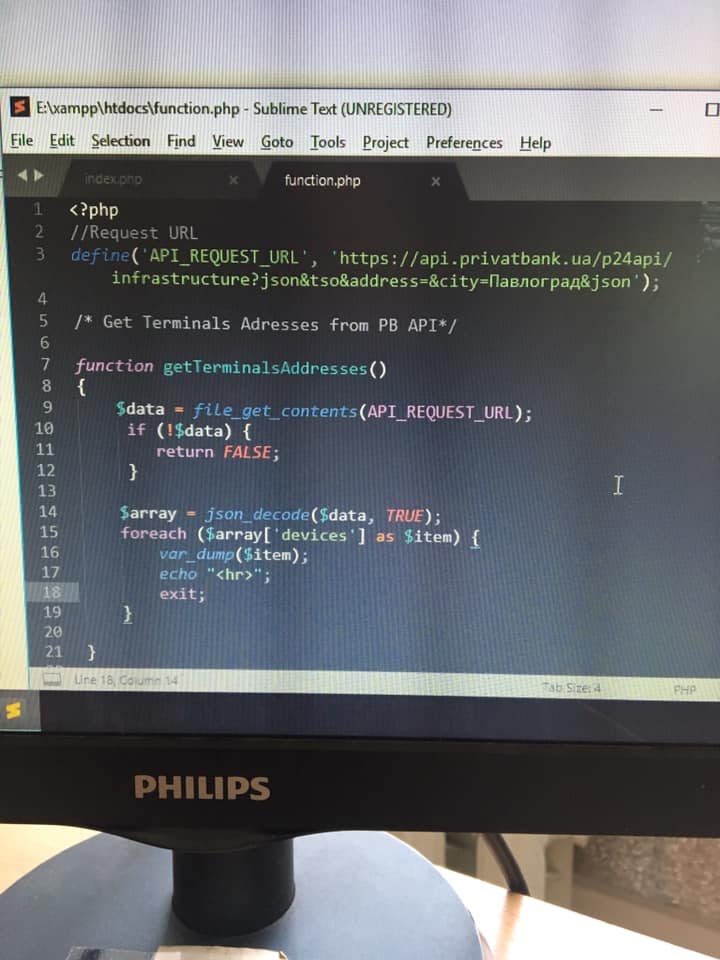 E:\xampp\htdocs\function.php - Sublime Text (UNREGISTERED)
File Edit Selection Find View Goto Tools Project Preferences Help
index.php × function.php ×
1 <?php
2 //Request URL
3 define('API_REQUEST_URL', 'https://api.privatbank.ua/p24api/
infrastructure?json&tso&address=&city=Павлоград&json');
4
5 /* Get Terminals Adresses from PB API*/
6
7 function getTerminalsAddresses()
8 {
9 $data = file_get_contents(API_REQUEST_URL);
10 if (!$data) {
11 return FALSE;
12 }
13
14 $array = json_decode($data, TRUE);
15 foreach ($array['devices'] as $item) {
16 var_dump($item);
17 echo "<hr>";
18 exit;
19 }
20
21 }
Line 18, Column 14 Tab Size: 4 PHP
PHILIPS